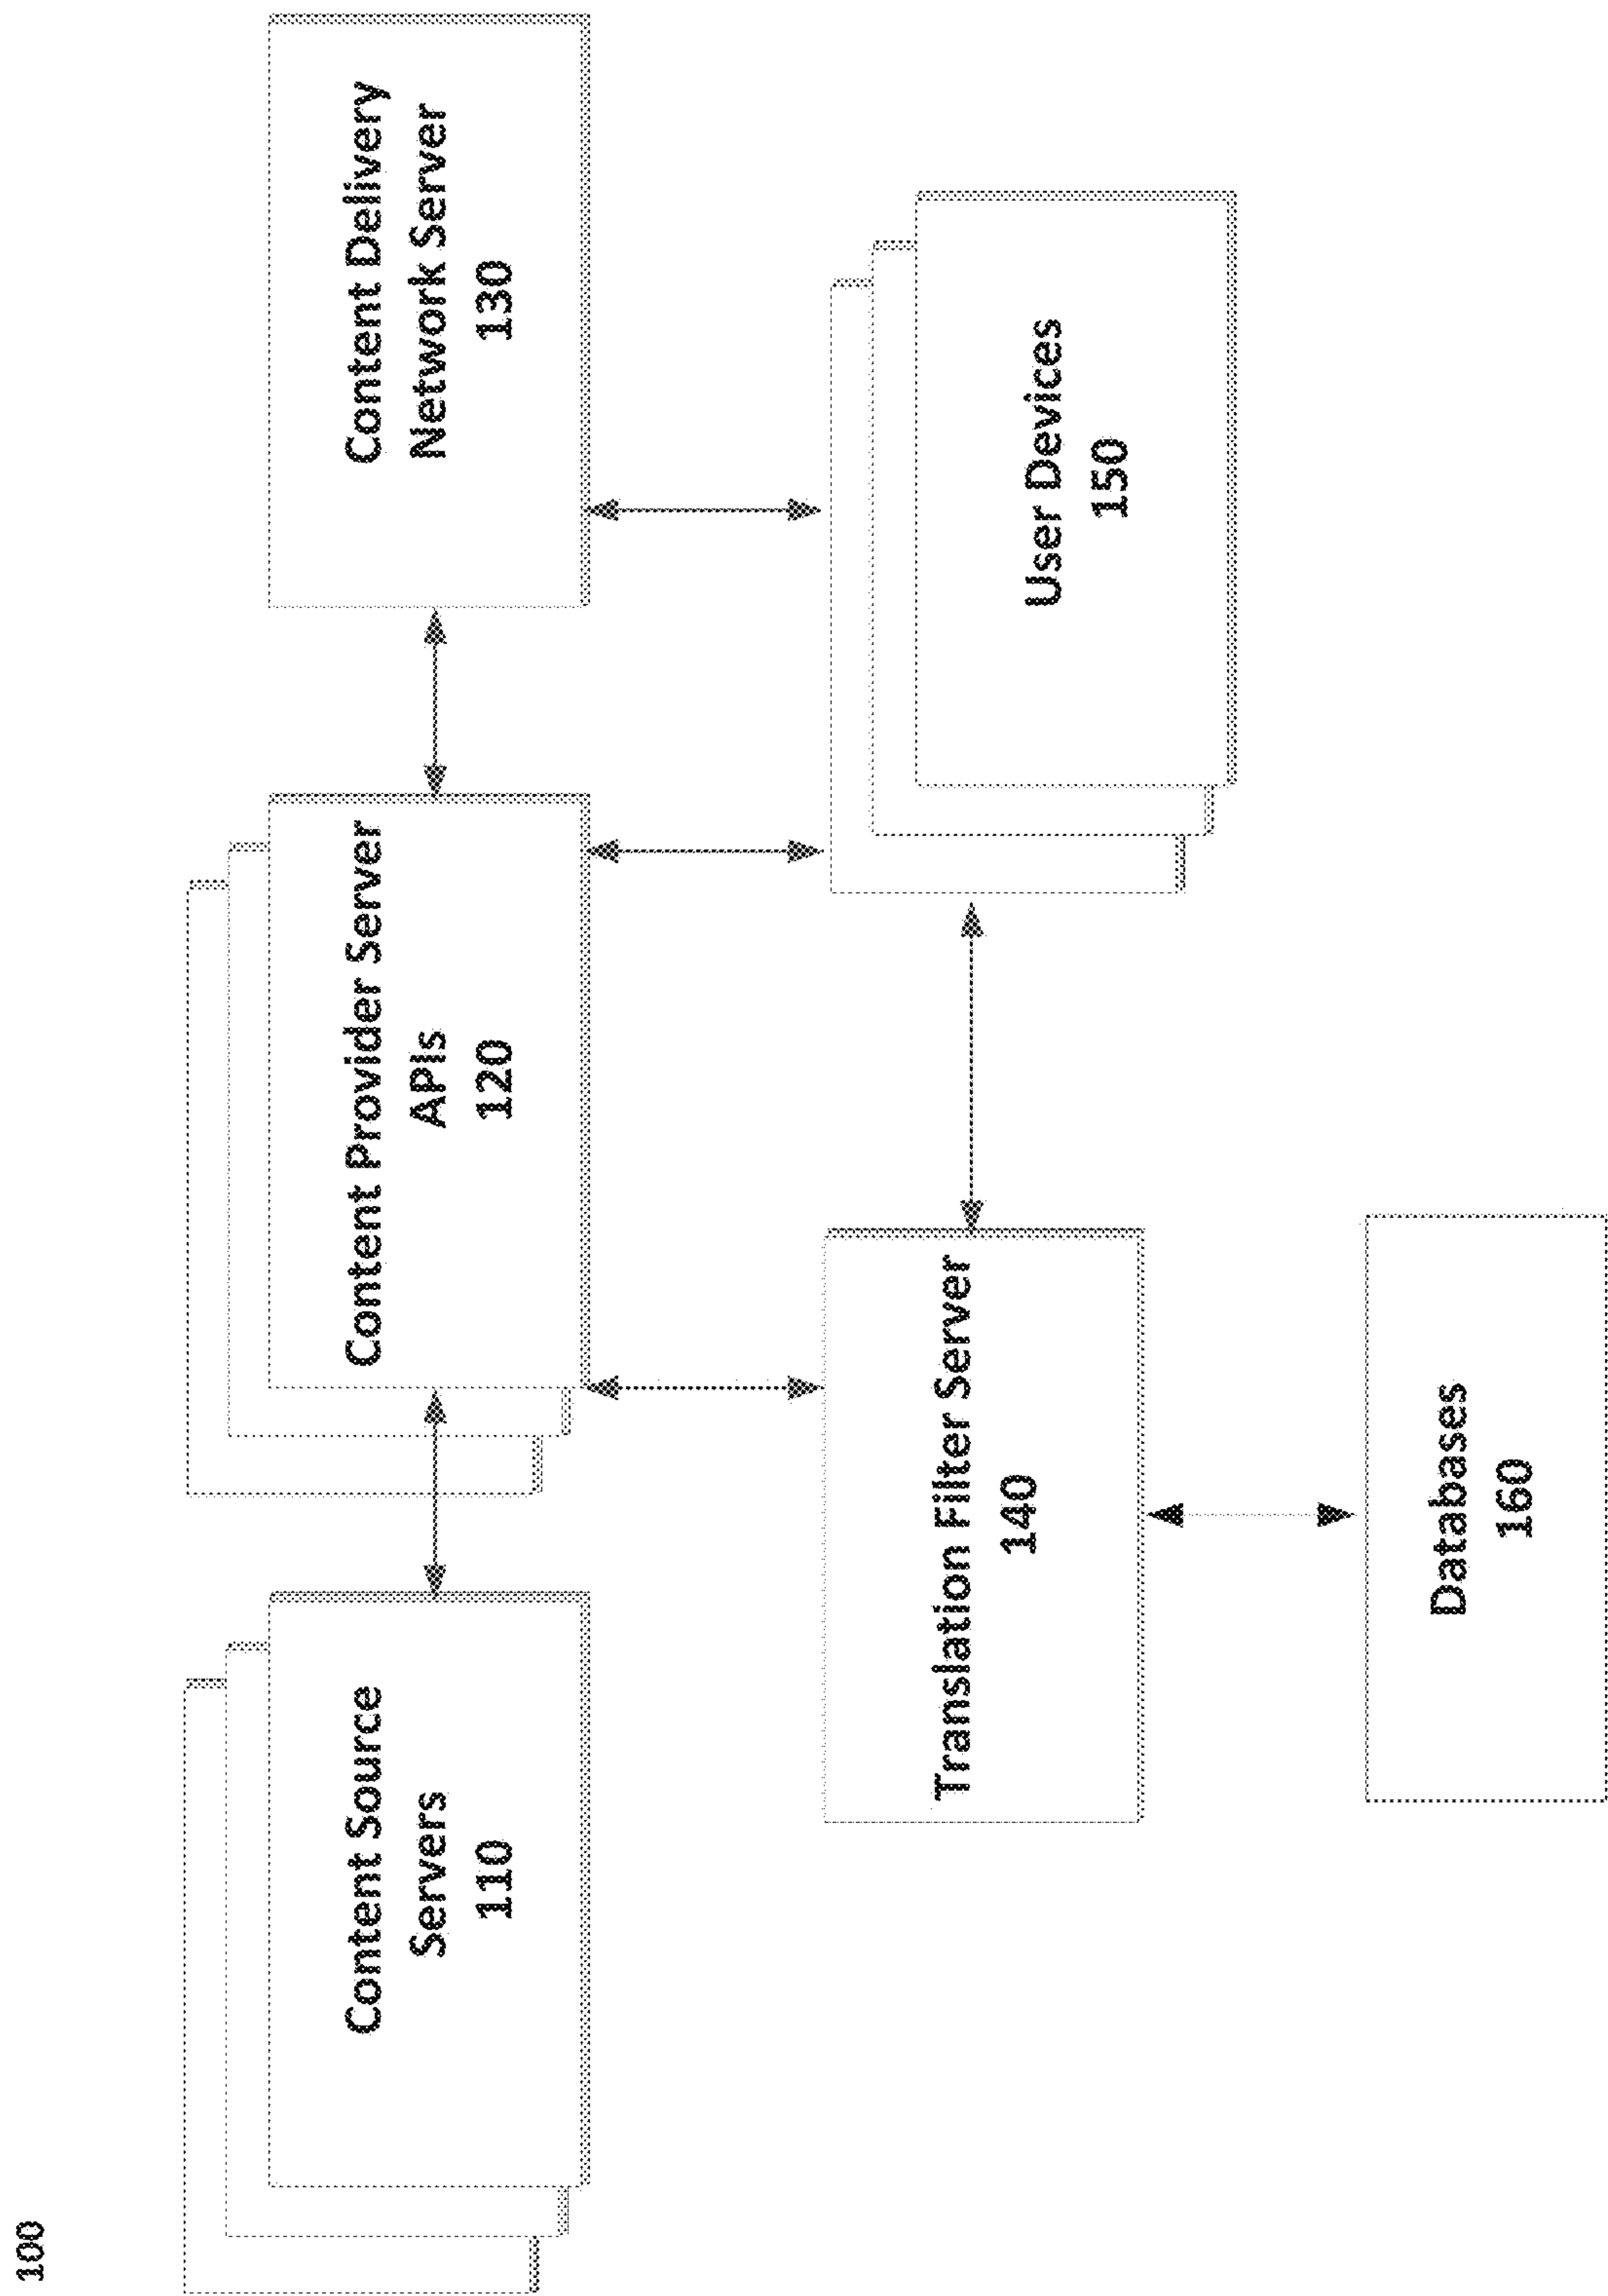 100
Content Source
Servers
110
Content Provider Server
APIs
120
Content Delivery
Network Server
130
Translation Filter Server
140
User Devices
150
Databases
160